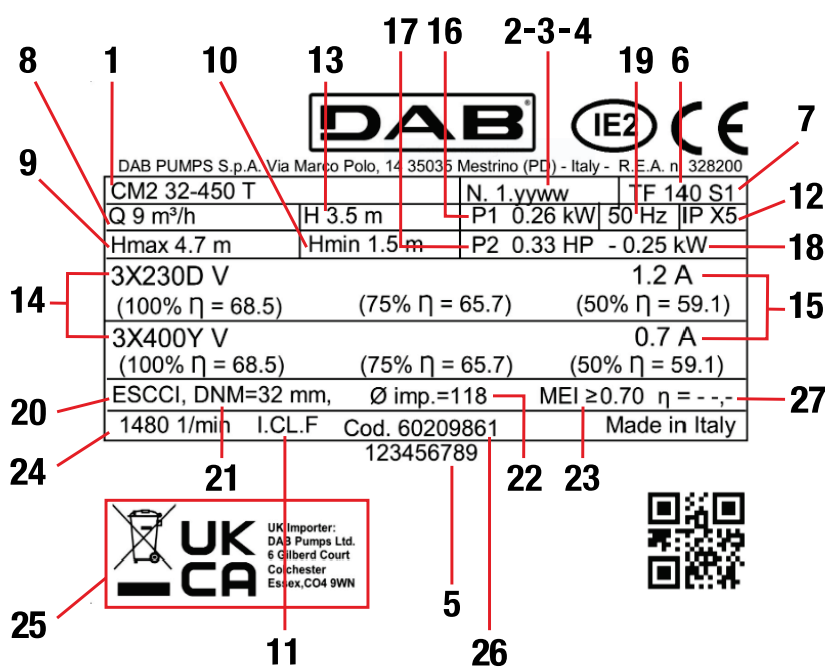 17 16 2-3-4
8 1 10 13 19 6
DAB
IE2 CE
7
9
DAB PUMPS S.p.A. Via Marco Polo, 14 35035 Mestrino (PD) - Italy - R.E.A. n. 328200
CM2 32-450 T N. 1.yyww TF 140 S1
12
Q 9 m³/h H 3.5 m P1 0.26 kW 50 Hz IP X5
Hmax 4.7 m Hmin 1.5 m P2 0.33 HP - 0.25 kW 18
3X230D V 1.2 A
14 (100% η = 68.5) (75% η = 65.7) (50% η = 59.1) 15
3X400Y V 0.7 A
(100% η = 68.5) (75% η = 65.7) (50% η = 59.1)
20 ESCCI, DNM=32 mm, Ø imp.=118 MEI ≥0.70 η = - -,- 27
24 1480 1/min I.CL.F Cod. 60209861 Made in Italy
123456789
21 22 23
UK
CA
UK Importer:
DAB Pumps Ltd.
6 Gilberd Court
Colchester
Essex,CO4 9WN
5
25 11 26